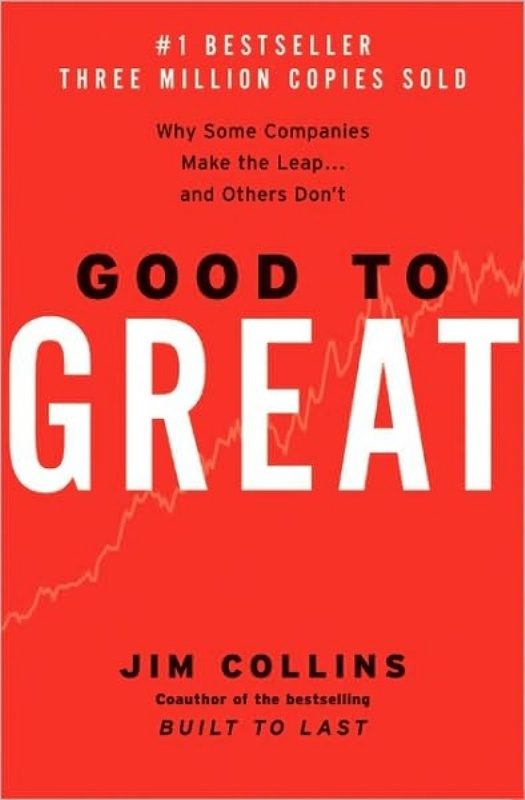 #1 BESTSELLER
THREE MILLION COPIES SOLD
Why Some Companies
Make the Leap...
and Others Don't
GOOD TO
GREAT
JIM COLLINS
Coauthor of the bestselling
BUILT TO LAST